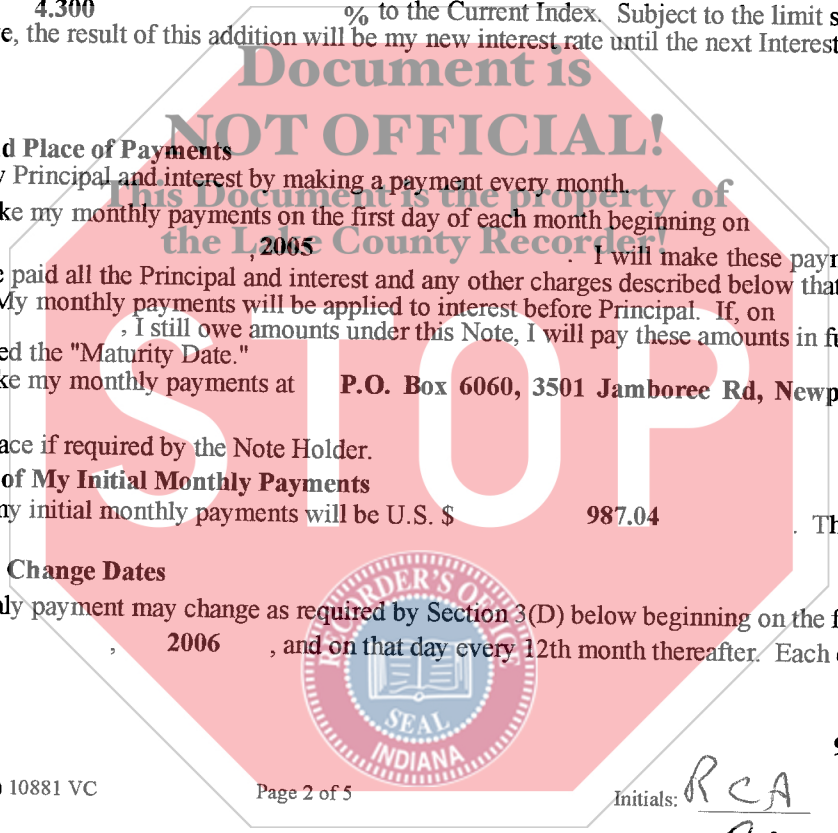 4.300 % to the Current Index. Subject to the limit s
e, the result of this addition will be my new interest rate until the next Interest
Document is
NOT OFFICIAL!
d Place of Payments
y Principal and interest by making a payment every month.
This Document is the property of
ke my monthly payments on the first day of each month beginning on
the Lake County Recorder!
, 2005 . I will make these payn
e paid all the Principal and interest and any other charges described below that
My monthly payments will be applied to interest before Principal. If, on
, I still owe amounts under this Note, I will pay these amounts in fu
ed the "Maturity Date."
ke my monthly payments at P.O. Box 6060, 3501 Jamboree Rd, Newp
STOP
ace if required by the Note Holder.
of My Initial Monthly Payments
ny initial monthly payments will be U.S. $ 987.04 . Th
Change Dates
ly payment may change as required by Section 3(D) below beginning on the f
, 2006 , and on that day every 12th month thereafter. Each
RECORDER'S OFFICE
SEAL
INDIANA
10881 VC Page 2 of 5 Initials: RCA